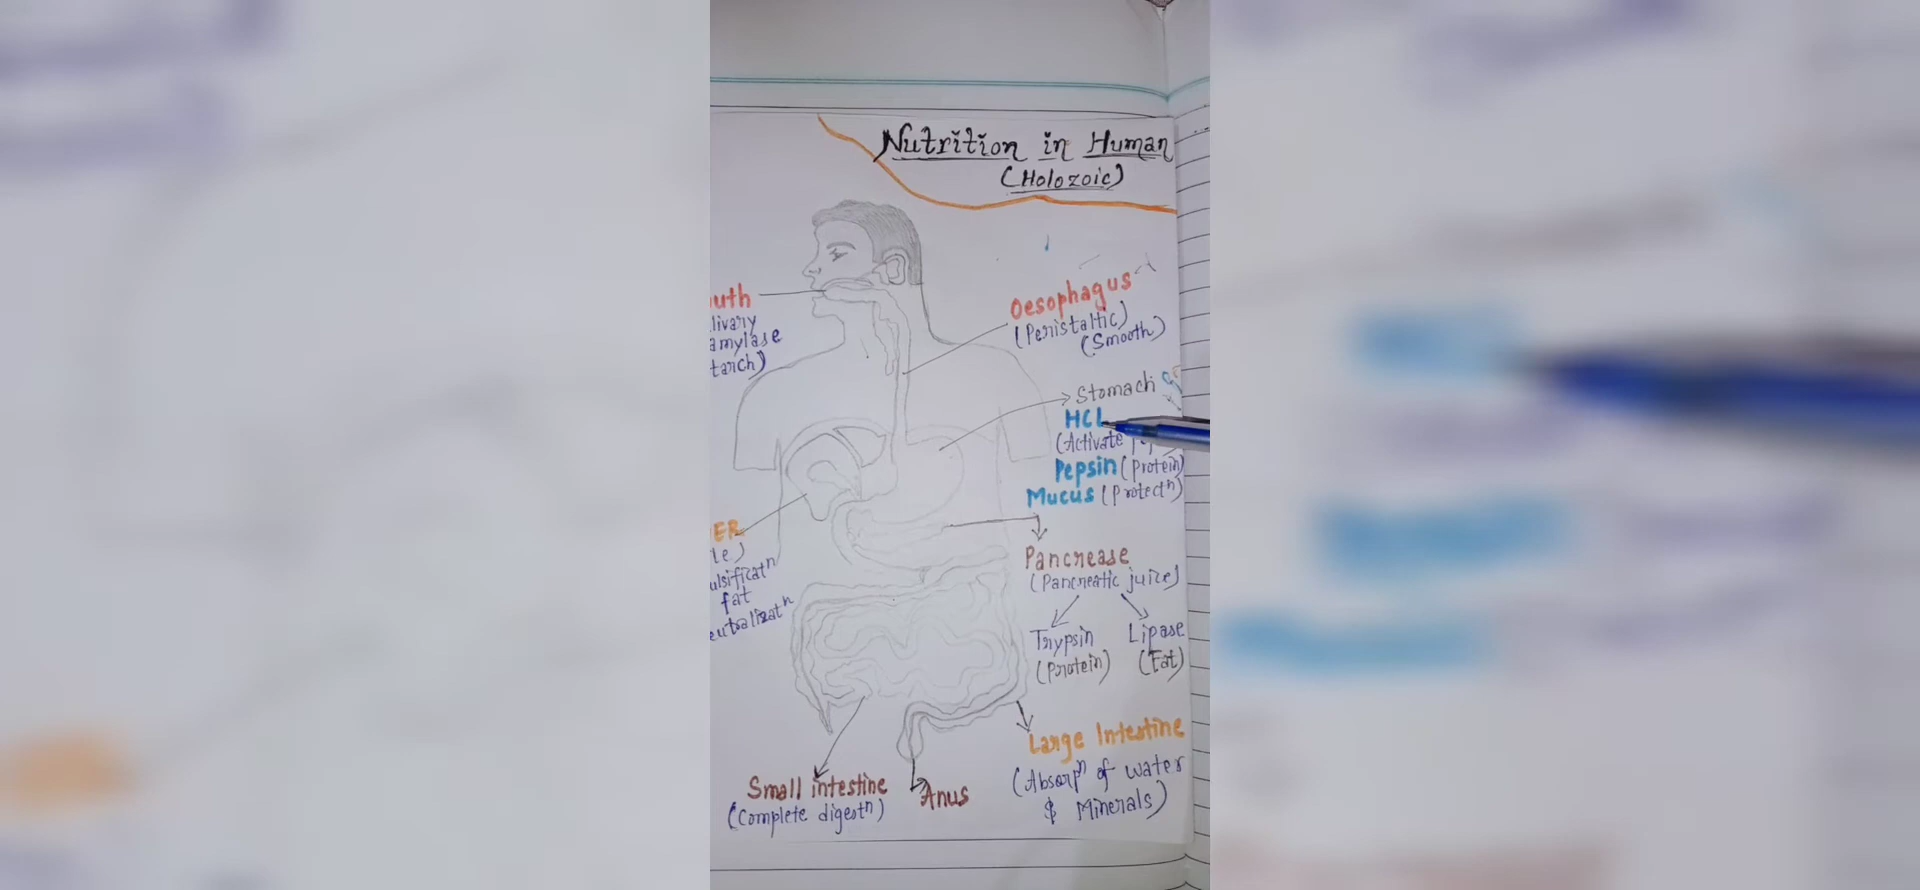 Nutrition in Human
(Holozoic)
uth
livary
amylase
tarch)
Oesophagus
(Peristaltic)
(Smooth)
Stomach
HCL
(Activate
Pepsin (Protein)
Mucus (Protectn)
ER
le)
ulsificatn
fat
eutralizatn
Pancrease
(Pancreatic juice)
Trypsin
(Protein)
Lipase
(Fat)
Large Intestine
(Absorpn of water
& Minerals)
Small intestine
(Complete digestn)
Anus